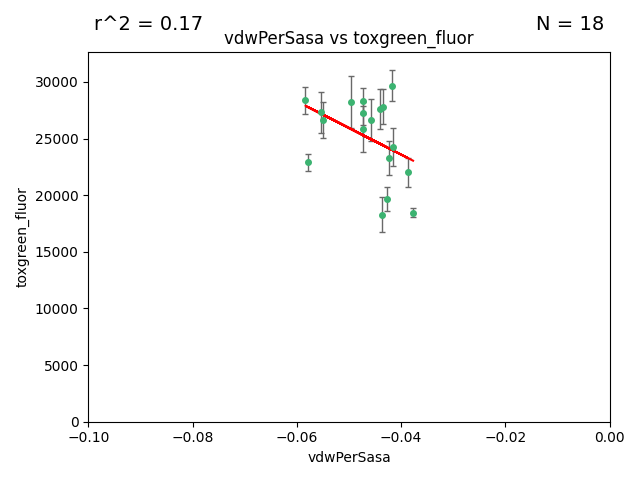 r^2 = 0.17
N = 18
vdwPerSasa vs toxgreen_fluor
30000
25000
20000
15000
10000
5000
0
toxgreen_fluor
−0.10
−0.08
−0.06
−0.04
−0.02
0.00
vdwPerSasa